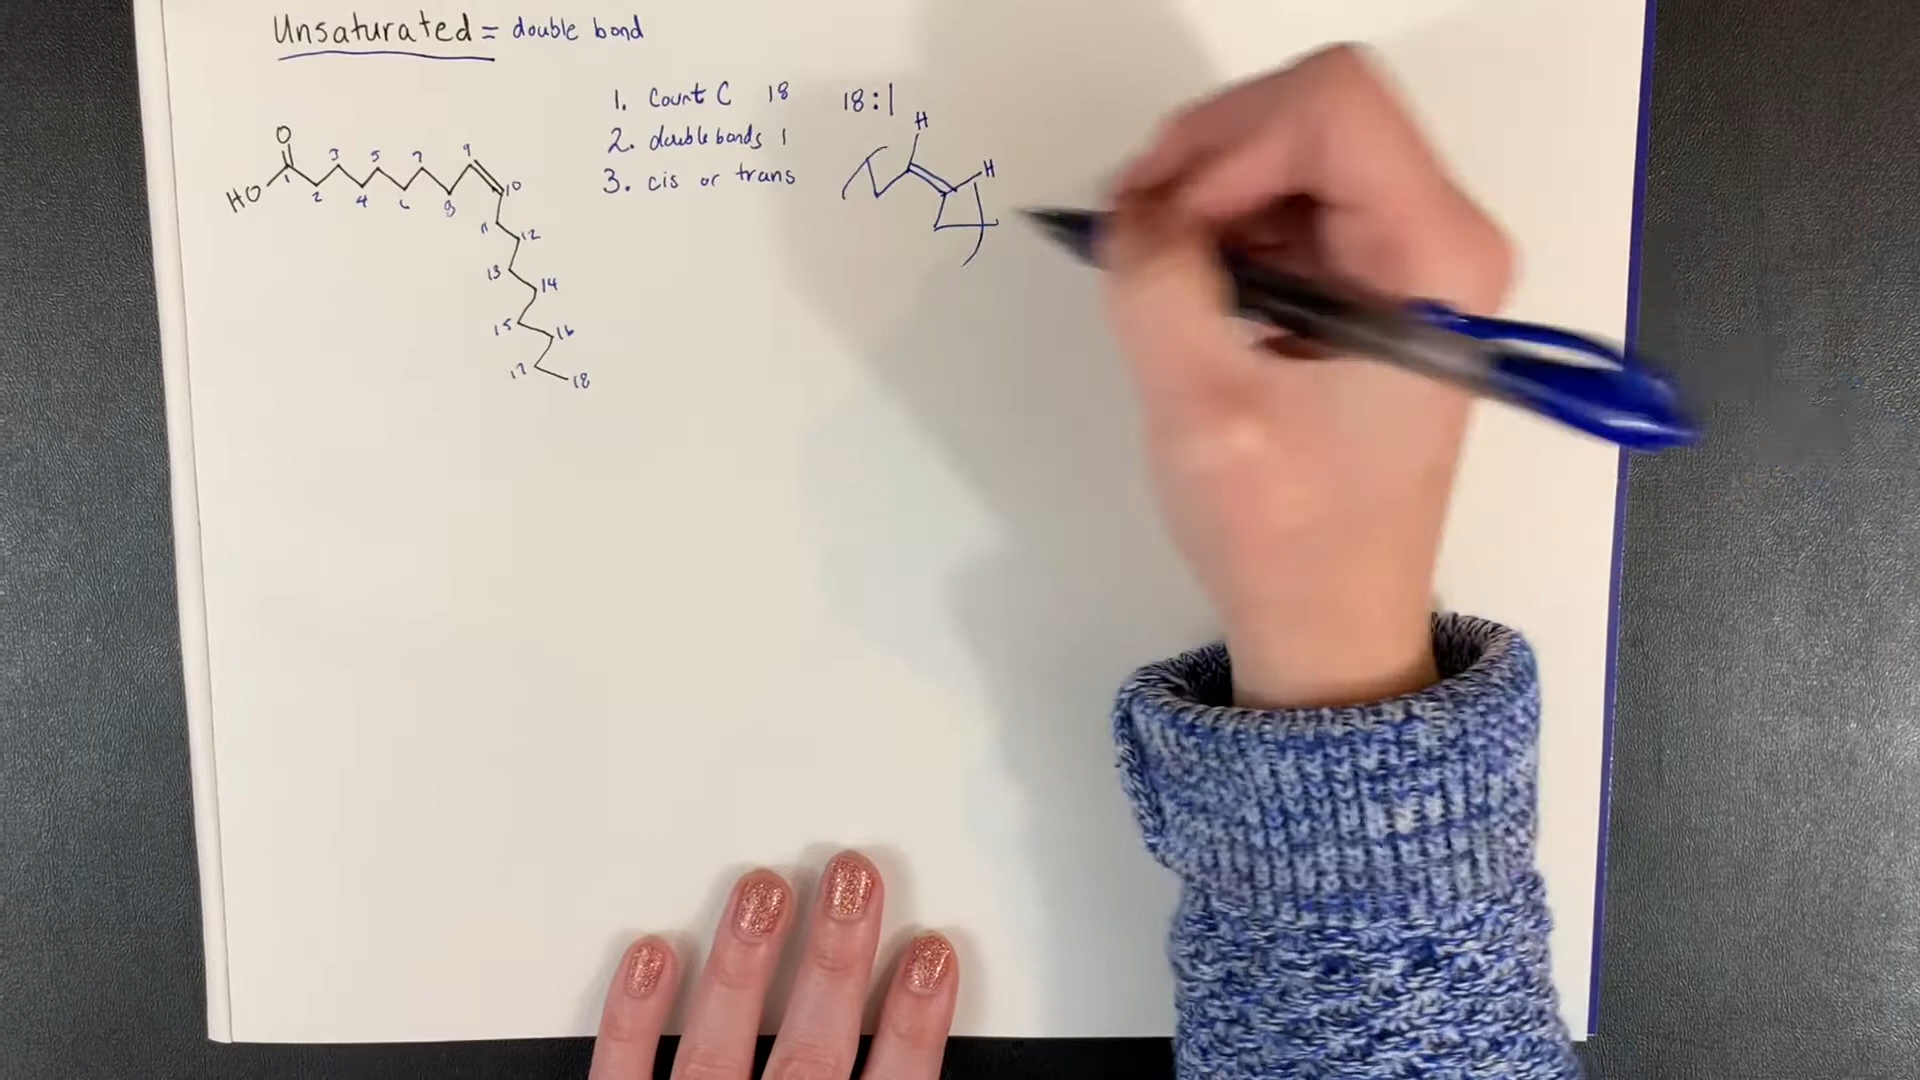 Unsaturated = double bond
1. Count C 18 18:1
2. double bonds 1
3. cis or trans
O
HO
1 2 3 4 5 6 7 8 9 10
11 12
13 14
15 16
17 18
H
H